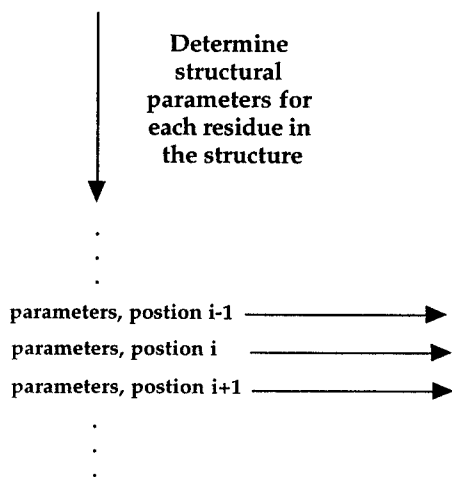 Determine
structural
parameters for
each residue in
the structure
.
.
.
parameters, postion i-1
parameters, postion i
parameters, postion i+1
.
.
.